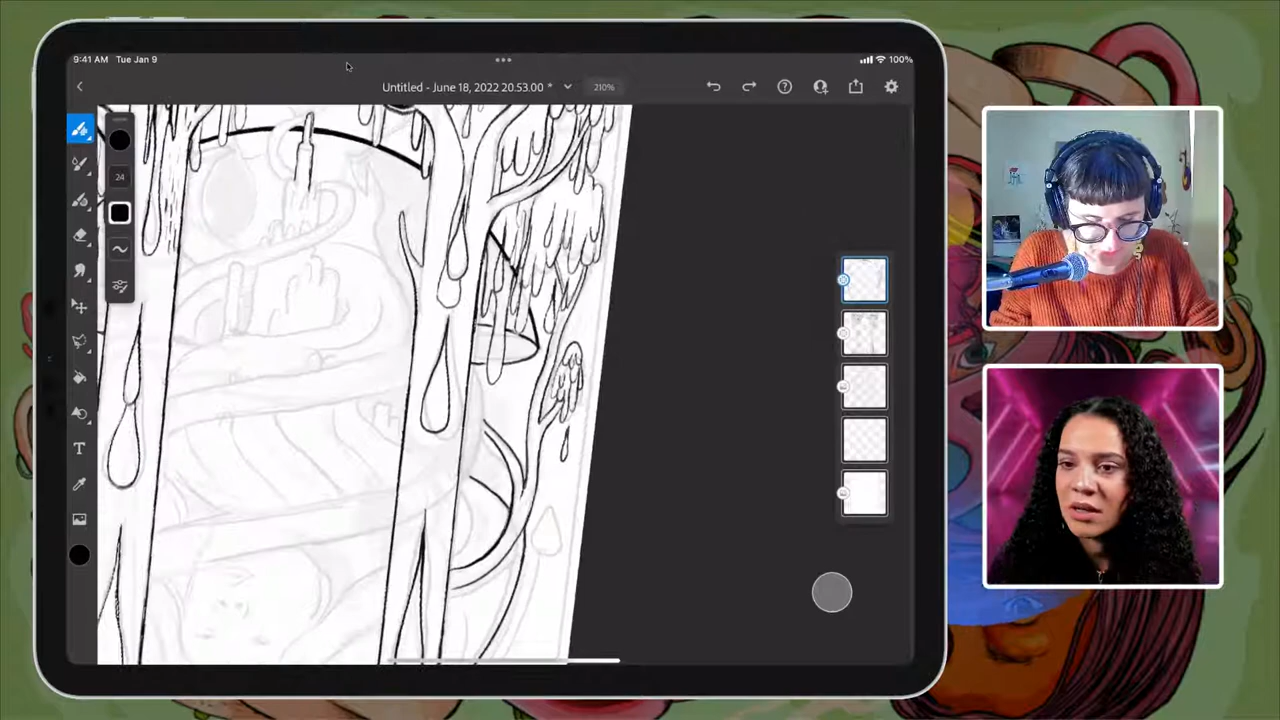 9:41 AM Tue Jan 9
100%
Untitled - June 18, 2022 20.53.00 *
210%
24
T